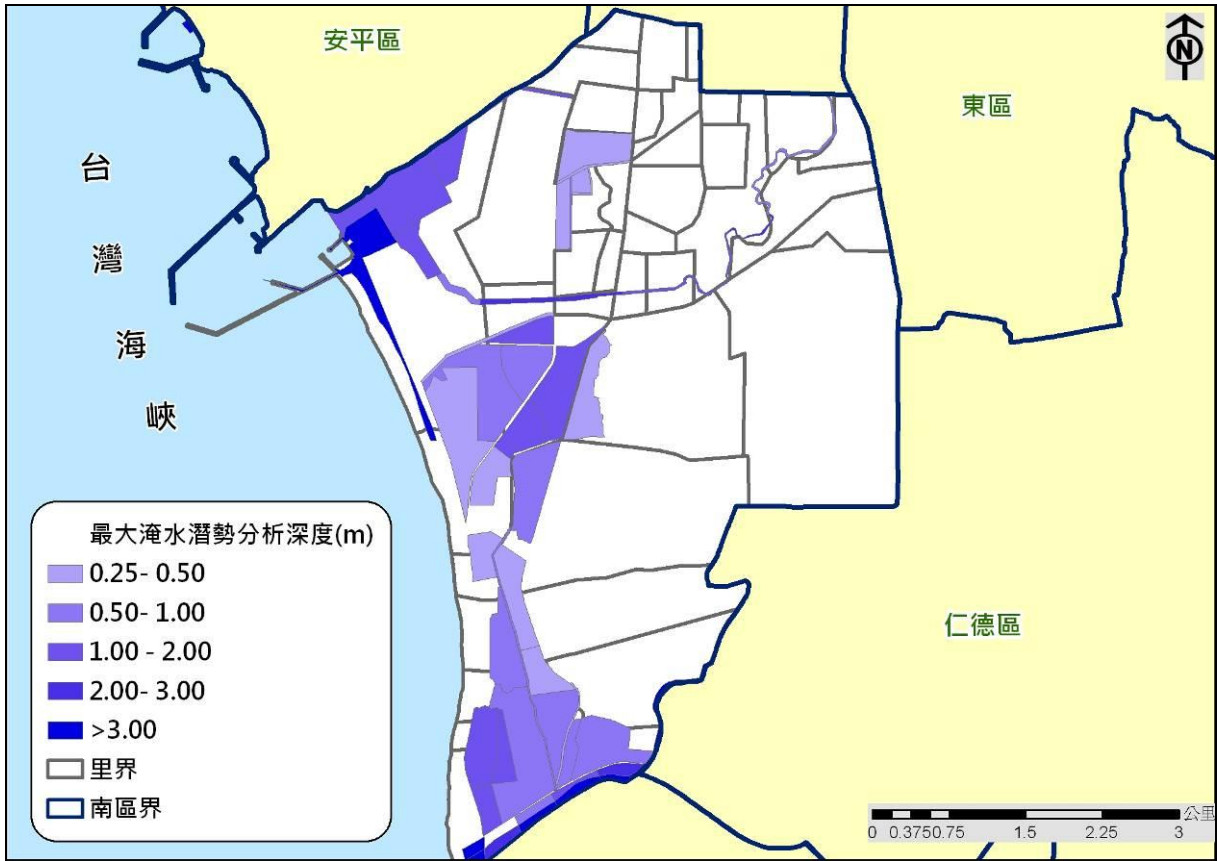 安平區
N
東區
台
灣
海
峽
最大淹水潛勢分析深度(m)
0.25- 0.50
0.50- 1.00
1.00 - 2.00
2.00- 3.00
>3.00
里界
南區界
仁德區
公里
0 0.3750.75 1.5 2.25 3